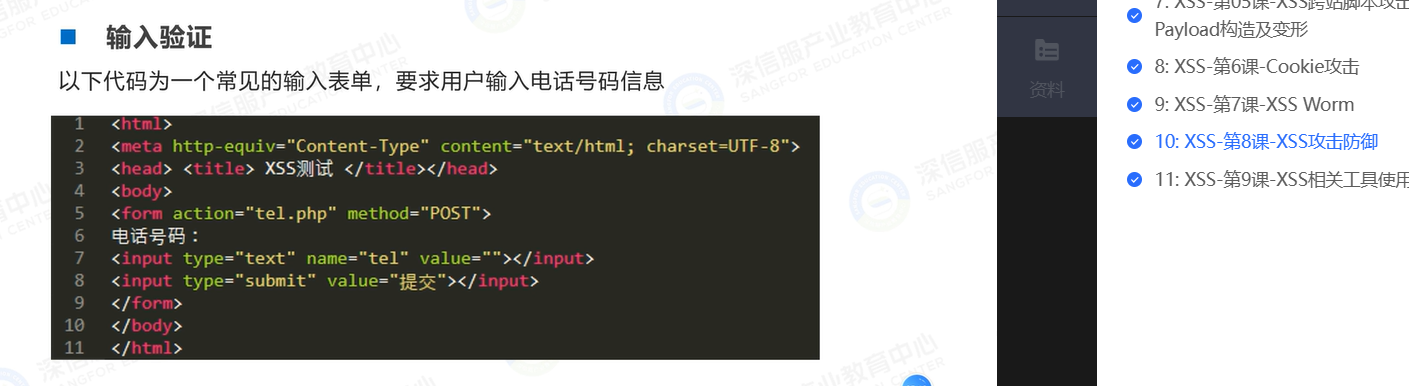 输入验证
以下代码为一个常见的输入表单，要求用户输入电话号码信息
1 <html>
2 <meta http-equiv="Content-Type" content="text/html; charset=UTF-8">
3 <head> <title> XSS测试 </title></head>
4 <body>
5 <form action="tel.php" method="POST">
6 电话号码：
7 <input type="text" name="tel" value=""></input>
8 <input type="submit" value="提交"></input>
9 </form>
10 </body>
11 </html>
资料
7: XSS-第05课-XSS跨站脚本攻击
Payload构造及变形
8: XSS-第6课-Cookie攻击
9: XSS-第7课-XSS Worm
10: XSS-第8课-XSS攻击防御
11: XSS-第9课-XSS相关工具使用
深信服产业教育中心
SANGFOR EDUCATION CENTER